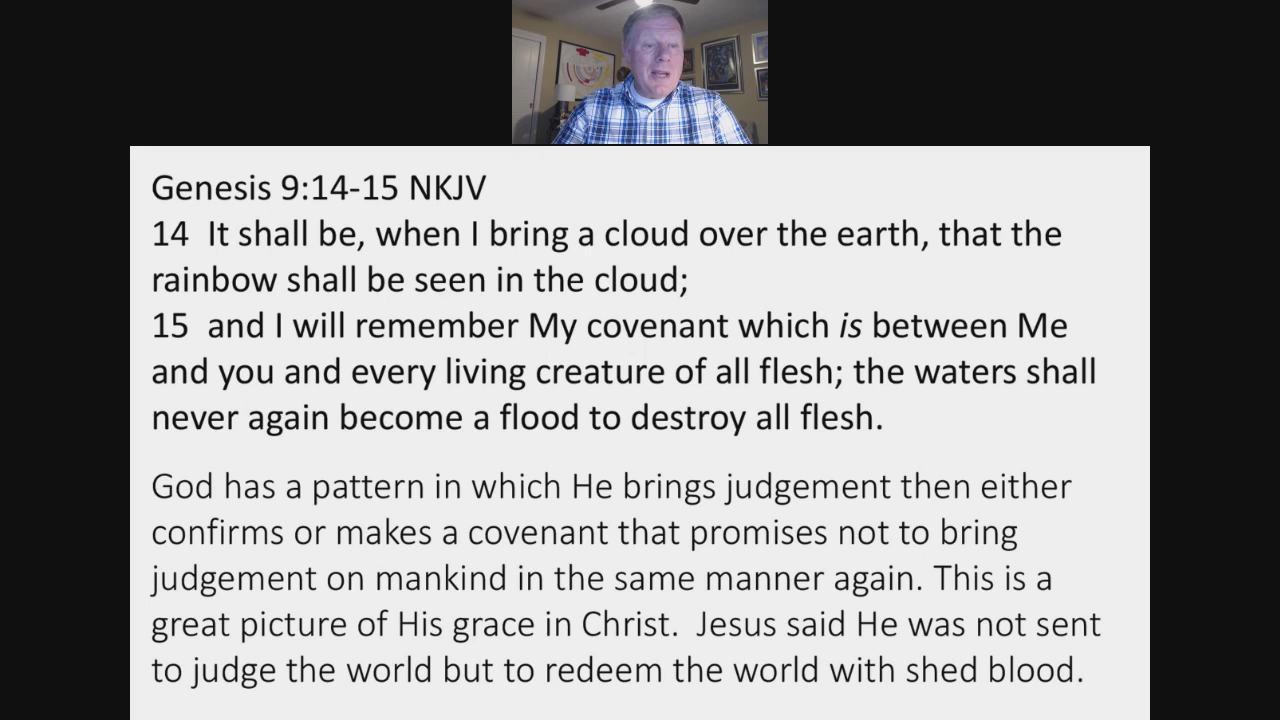 Genesis 9:14-15 NKJV
14 It shall be, when I bring a cloud over the earth, that the
rainbow shall be seen in the cloud;
15 and I will remember My covenant which is between Me
and you and every living creature of all flesh; the waters shall
never again become a flood to destroy all flesh.
God has a pattern in which He brings judgement then either
confirms or makes a covenant that promises not to bring
judgement on mankind in the same manner again. This is a
great picture of His grace in Christ. Jesus said He was not sent
to judge the world but to redeem the world with shed blood.